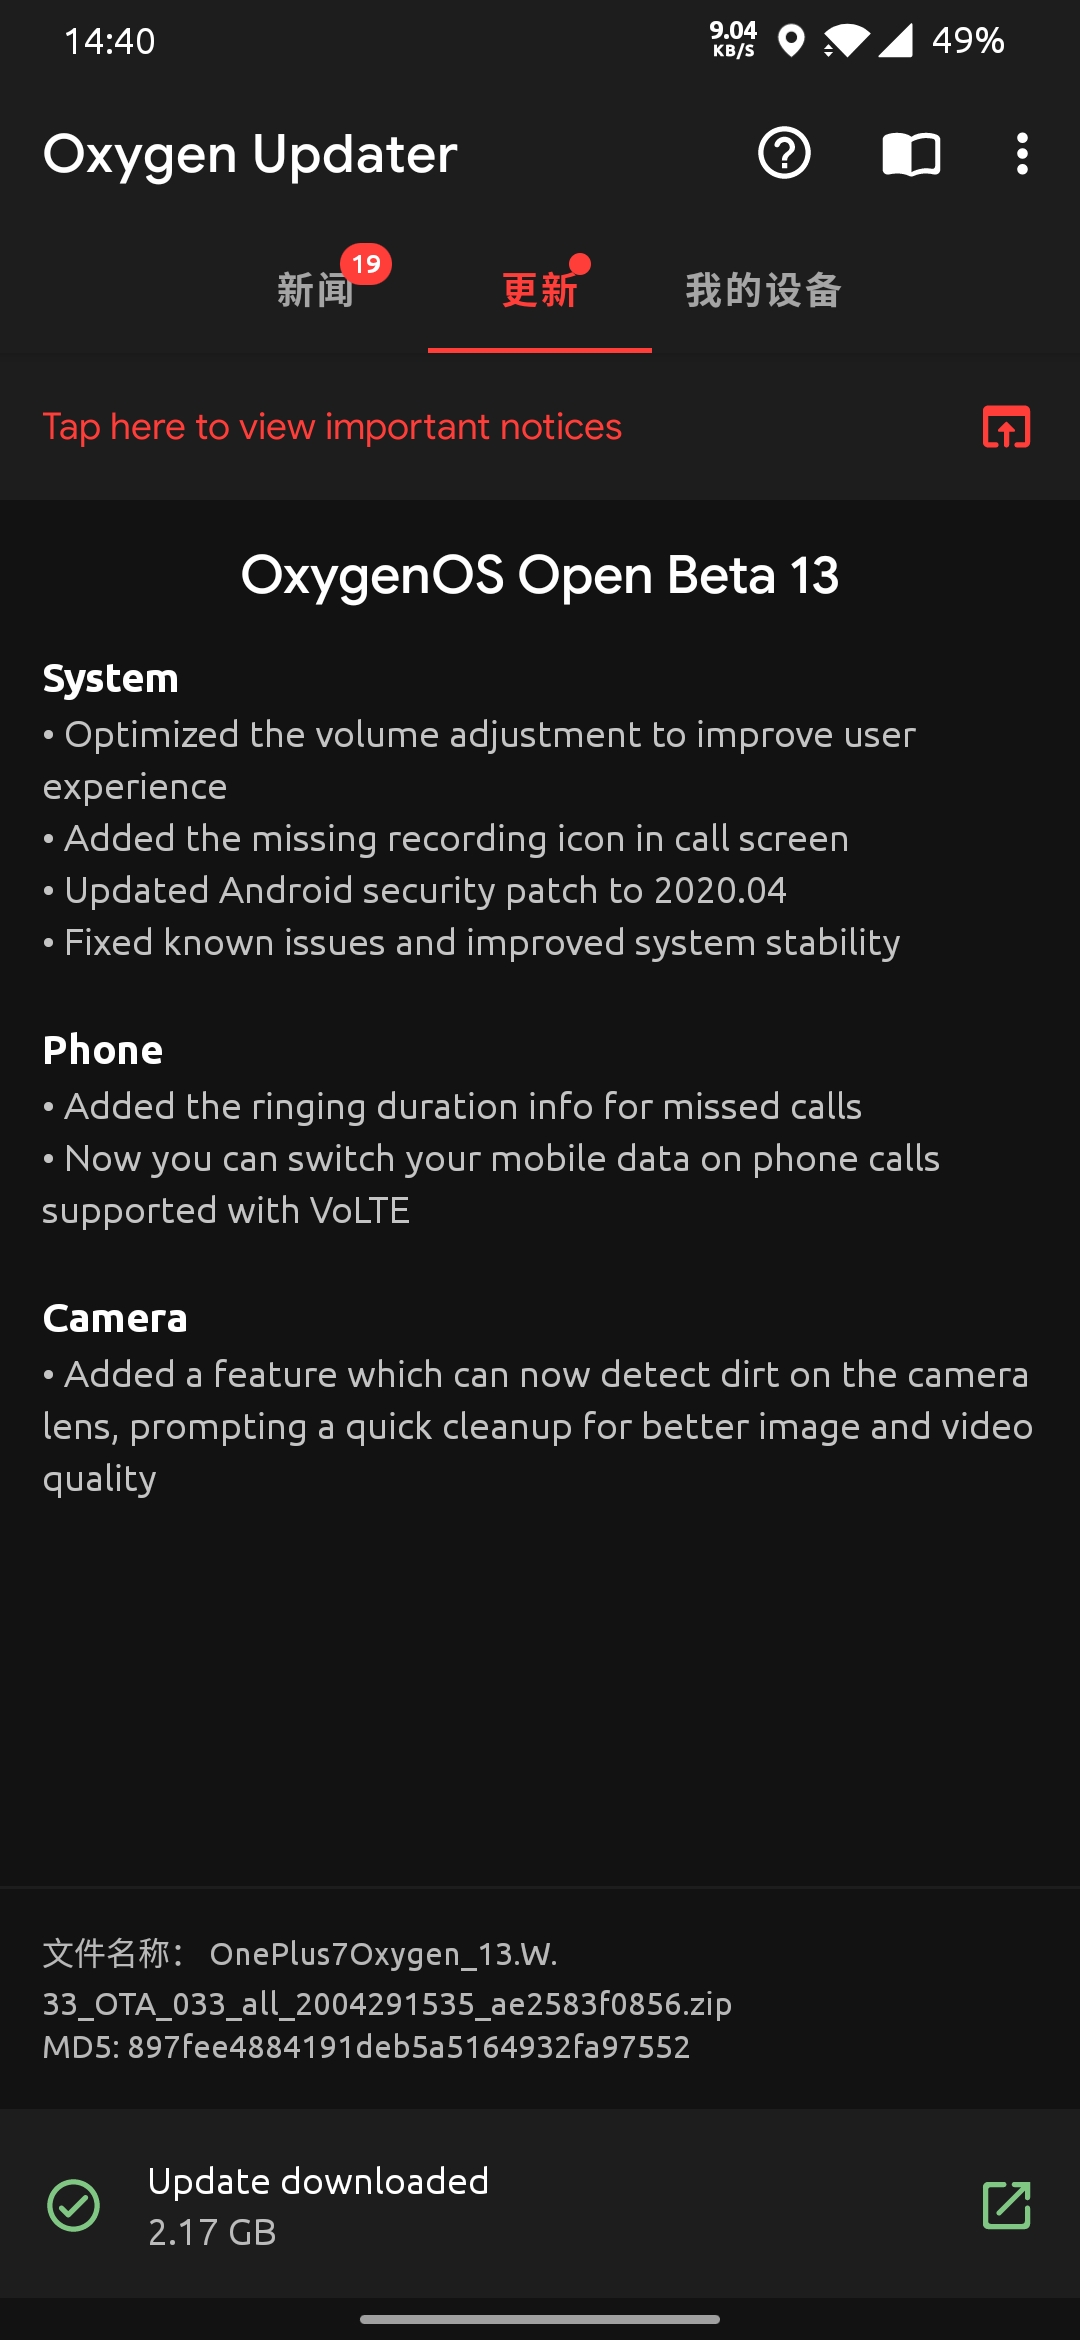 14:40
9.04
KB/S
49%
Oxygen Updater
新闻
19
更新
我的设备
Tap here to view important notices
OxygenOS Open Beta 13
System
• Optimized the volume adjustment to improve user
experience
• Added the missing recording icon in call screen
• Updated Android security patch to 2020.04
• Fixed known issues and improved system stability
Phone
• Added the ringing duration info for missed calls
• Now you can switch your mobile data on phone calls
supported with VoLTE
Camera
• Added a feature which can now detect dirt on the camera
lens, prompting a quick cleanup for better image and video
quality
文件名称： OnePlus7Oxygen_13.W.
33_OTA_033_all_2004291535_ae2583f0856.zip
MD5: 897fee4884191deb5a5164932fa97552
Update downloaded
2.17 GB